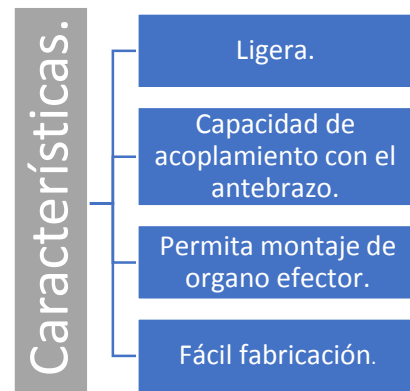 Características.
Ligera.
Capacidad de
acoplamiento con el
antebrazo.
Permita montaje de
organo efector.
Fácil fabricación.